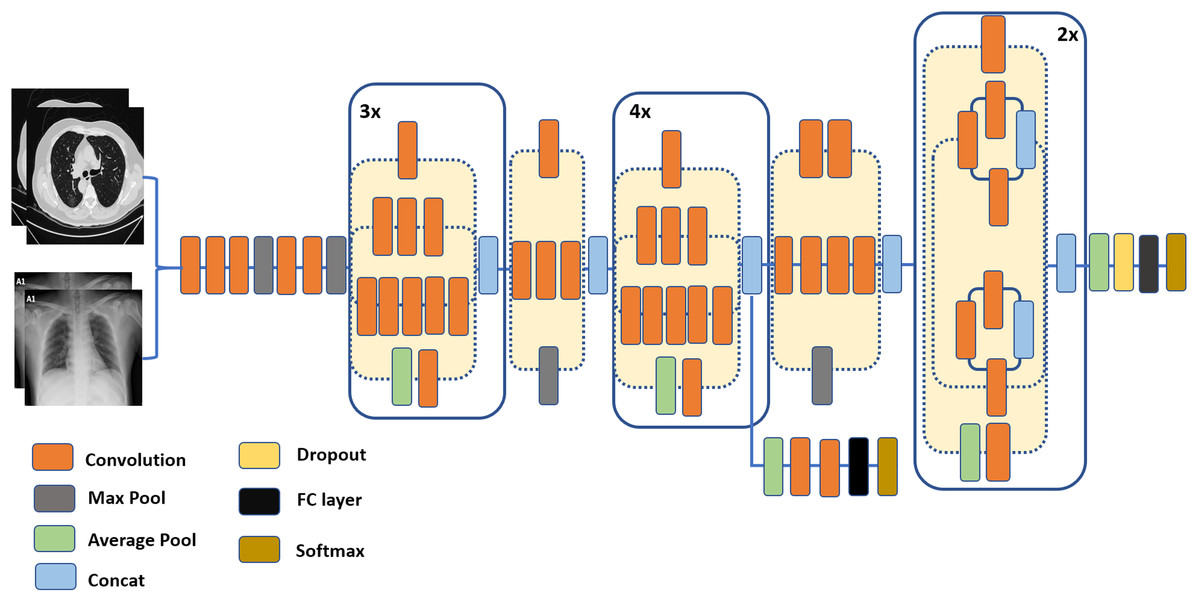 2x
3x
4x
A1
A1
Convolution
Max Pool
Average Pool
Concat
Dropout
FC layer
Softmax